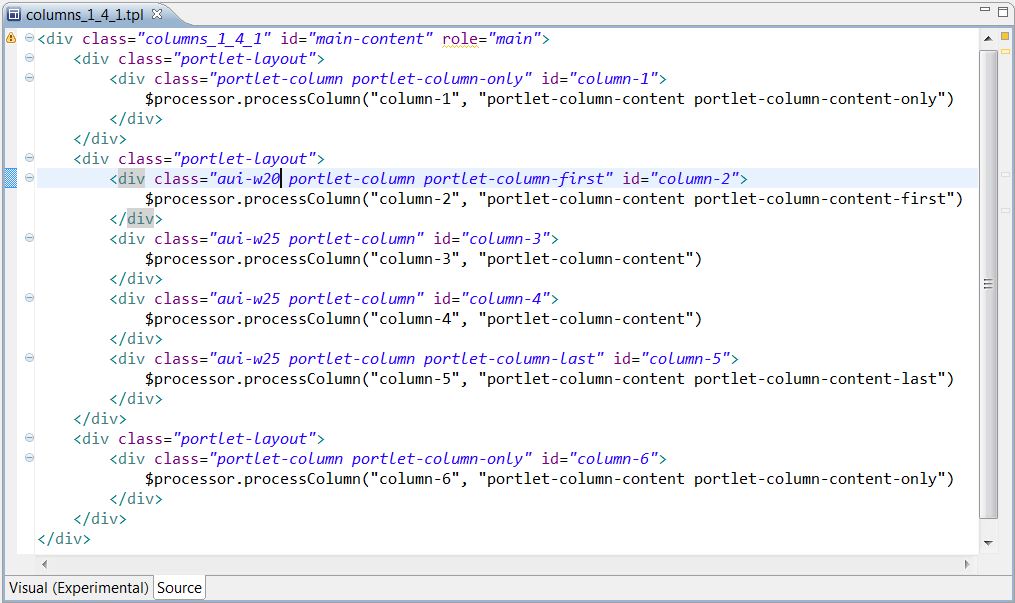 columns_1_4_1.tpl
<div class="columns_1_4_1" id="main-content" role="main">
    <div class="portlet-layout">
        <div class="portlet-column portlet-column-only" id="column-1">
            $processor.processColumn("column-1", "portlet-column-content portlet-column-content-only")
        </div>
    </div>
    <div class="portlet-layout">
        <div class="aui-w20 portlet-column portlet-column-first" id="column-2">
            $processor.processColumn("column-2", "portlet-column-content portlet-column-content-first")
        </div>
        <div class="aui-w25 portlet-column" id="column-3">
            $processor.processColumn("column-3", "portlet-column-content")
        </div>
        <div class="aui-w25 portlet-column" id="column-4">
            $processor.processColumn("column-4", "portlet-column-content")
        </div>
        <div class="aui-w25 portlet-column portlet-column-last" id="column-5">
            $processor.processColumn("column-5", "portlet-column-content portlet-column-content-last")
        </div>
    </div>
    <div class="portlet-layout">
        <div class="portlet-column portlet-column-only" id="column-6">
            $processor.processColumn("column-6", "portlet-column-content portlet-column-content-only")
        </div>
    </div>
</div>
Visual (Experimental) Source